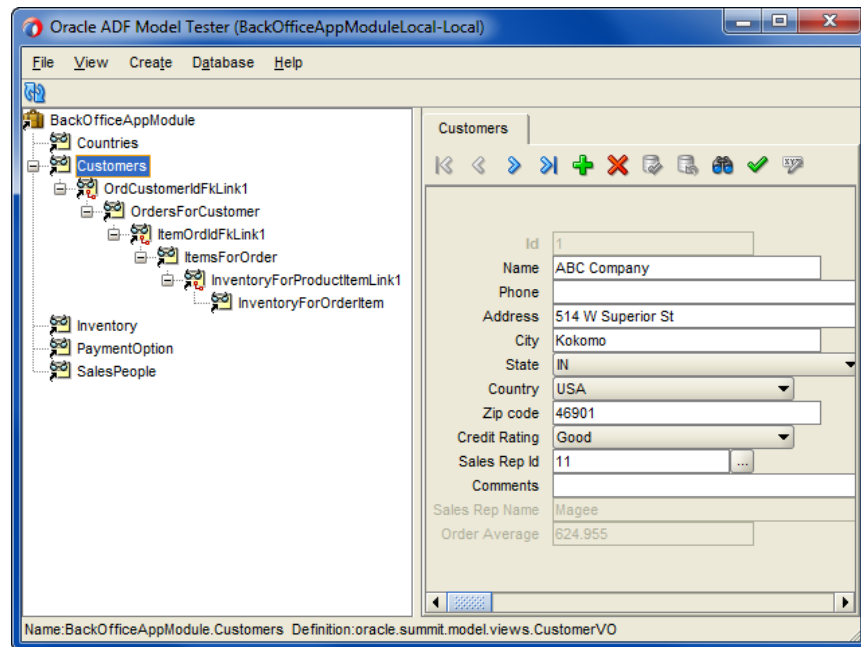 Oracle ADF Model Tester (BackOfficeAppModuleLocal-Local)
File View Create Database Help
BackOfficeAppModule
Countries
Customers
OrdCustomerIdFkLink1
OrdersForCustomer
ItemOrdIdFkLink1
ItemsForOrder
InventoryForProductItemLink1
InventoryForOrderItem
Inventory
PaymentOption
SalesPeople
Customers
xyz
Id 1
Name ABC Company
Phone
Address 514 W Superior St
City Kokomo
State IN
Country USA
Zip code 46901
Credit Rating Good
Sales Rep Id 11 ...
Comments
Sales Rep Name Magee
Order Average 624.955
Name:BackOfficeAppModule.Customers Definition:oracle.summit.model.views.CustomerVO